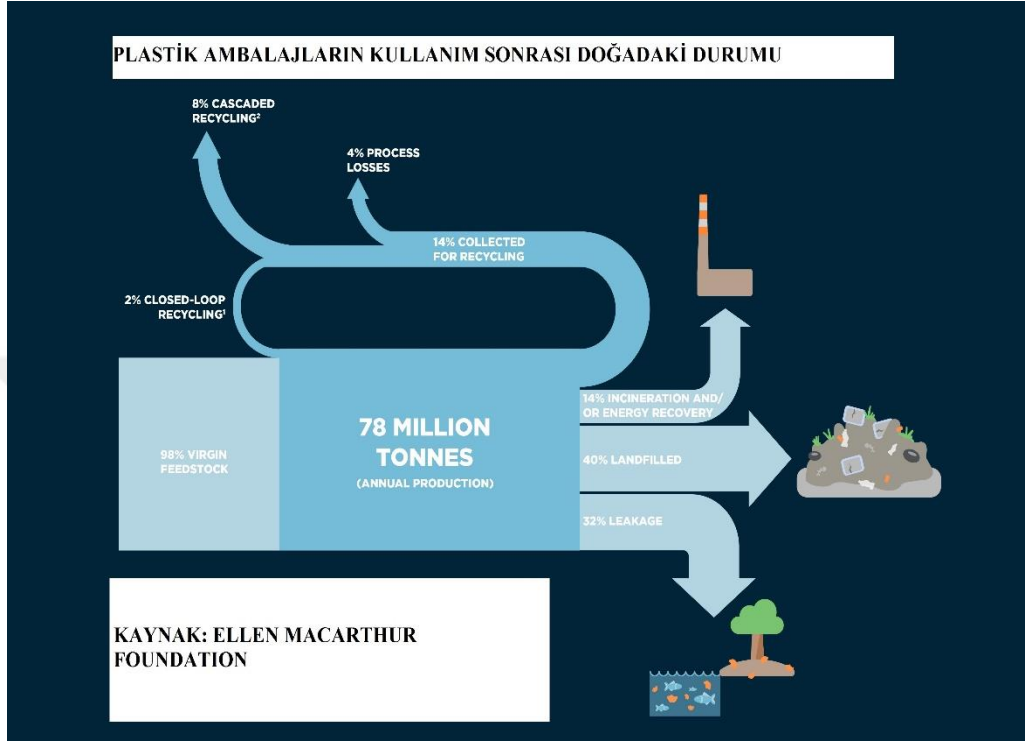 PLASTİK AMBALAJLARIN KULLANIM SONRASI DOĞADAKİ DURUMU
8% CASCADED
RECYCLING²
4% PROCESS
LOSSES
14% COLLECTED
FOR RECYCLING
2% CLOSED-LOOP
RECYCLING¹
98% VIRGIN
FEEDSTOCK
78 MILLION
TONNES
(ANNUAL PRODUCTION)
14% INCINERATION AND/
OR ENERGY RECOVERY
40% LANDFILLED
32% LEAKAGE
KAYNAK: ELLEN MACARTHUR
FOUNDATION